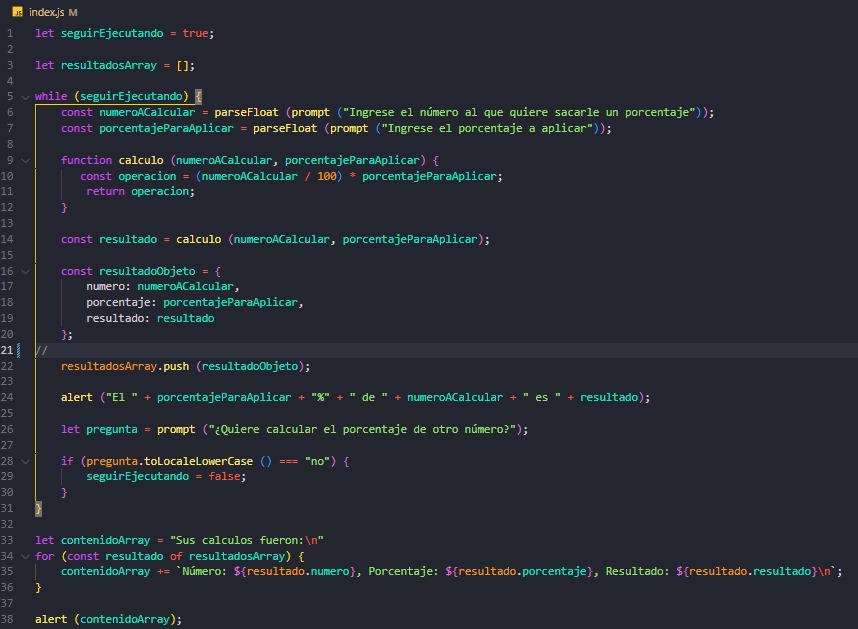 JS index.js M
1 let seguirEjecutando = true;
2
3 let resultadosArray = [];
4
5 while (seguirEjecutando) {
6     const numeroACalcular = parseFloat (prompt ("Ingrese el número al que quiere sacarle un porcentaje"));
7     const porcentajeParaAplicar = parseFloat (prompt ("Ingrese el porcentaje a aplicar"));
8
9     function calculo (numeroACalcular, porcentajeParaAplicar) {
10        const operacion = (numeroACalcular / 100) * porcentajeParaAplicar;
11         return operacion;
12     }
13
14     const resultado = calculo (numeroACalcular, porcentajeParaAplicar);
15
16     const resultadoObjeto = {
17         numero: numeroACalcular,
18         porcentaje: porcentajeParaAplicar,
19         resultado: resultado
20     };
21 //
22     resultadosArray.push (resultadoObjeto);
23
24     alert ("El " + porcentajeParaAplicar + "%" + " de " + numeroACalcular + " es " + resultado);
25
26     let pregunta = prompt ("¿Quiere calcular el porcentaje de otro número?");
27
28     if (pregunta.toLocaleLowerCase () === "no") {
29         seguirEjecutando = false;
30     }
31 }
32
33 let contenidoArray = "Sus calculos fueron:\n"
34 for (const resultado of resultadosArray) {
35     contenidoArray += `Número: ${resultado.numero}, Porcentaje: ${resultado.porcentaje}, Resultado: ${resultado.resultado}\n`;
36 }
37
38 alert (contenidoArray);